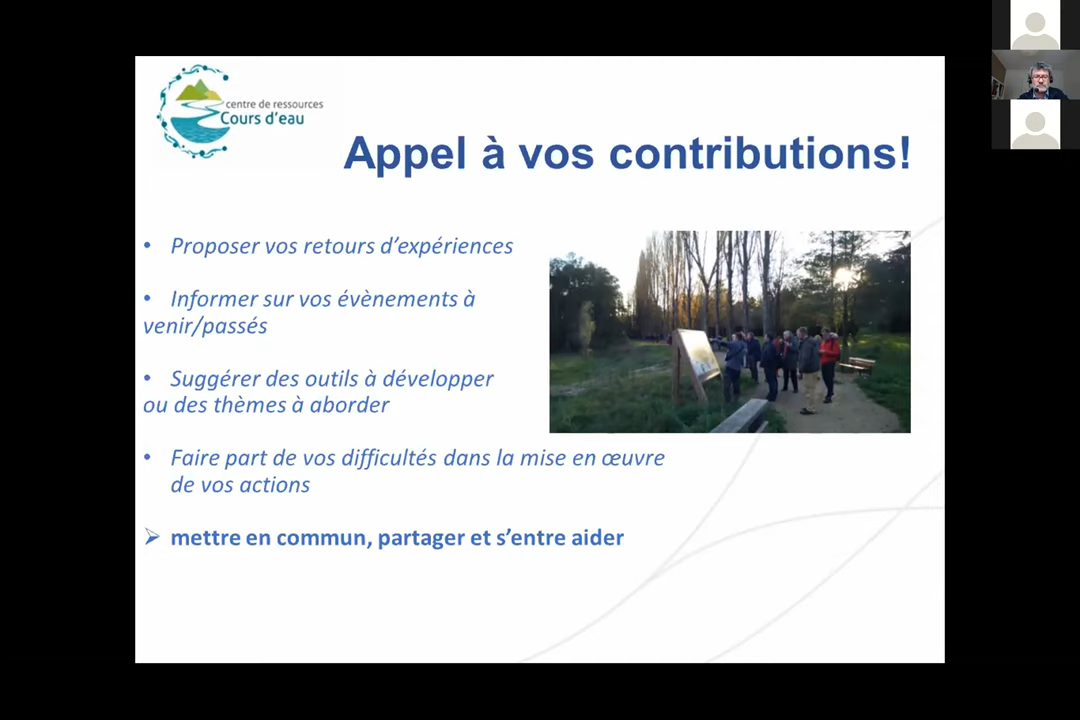 centre de ressources
Cours d'eau
Appel à vos contributions!
• Proposer vos retours d'expériences
• Informer sur vos évènements à
venir/passés
• Suggérer des outils à développer
ou des thèmes à aborder
• Faire part de vos difficultés dans la mise en œuvre
de vos actions
➢ mettre en commun, partager et s'entre aider